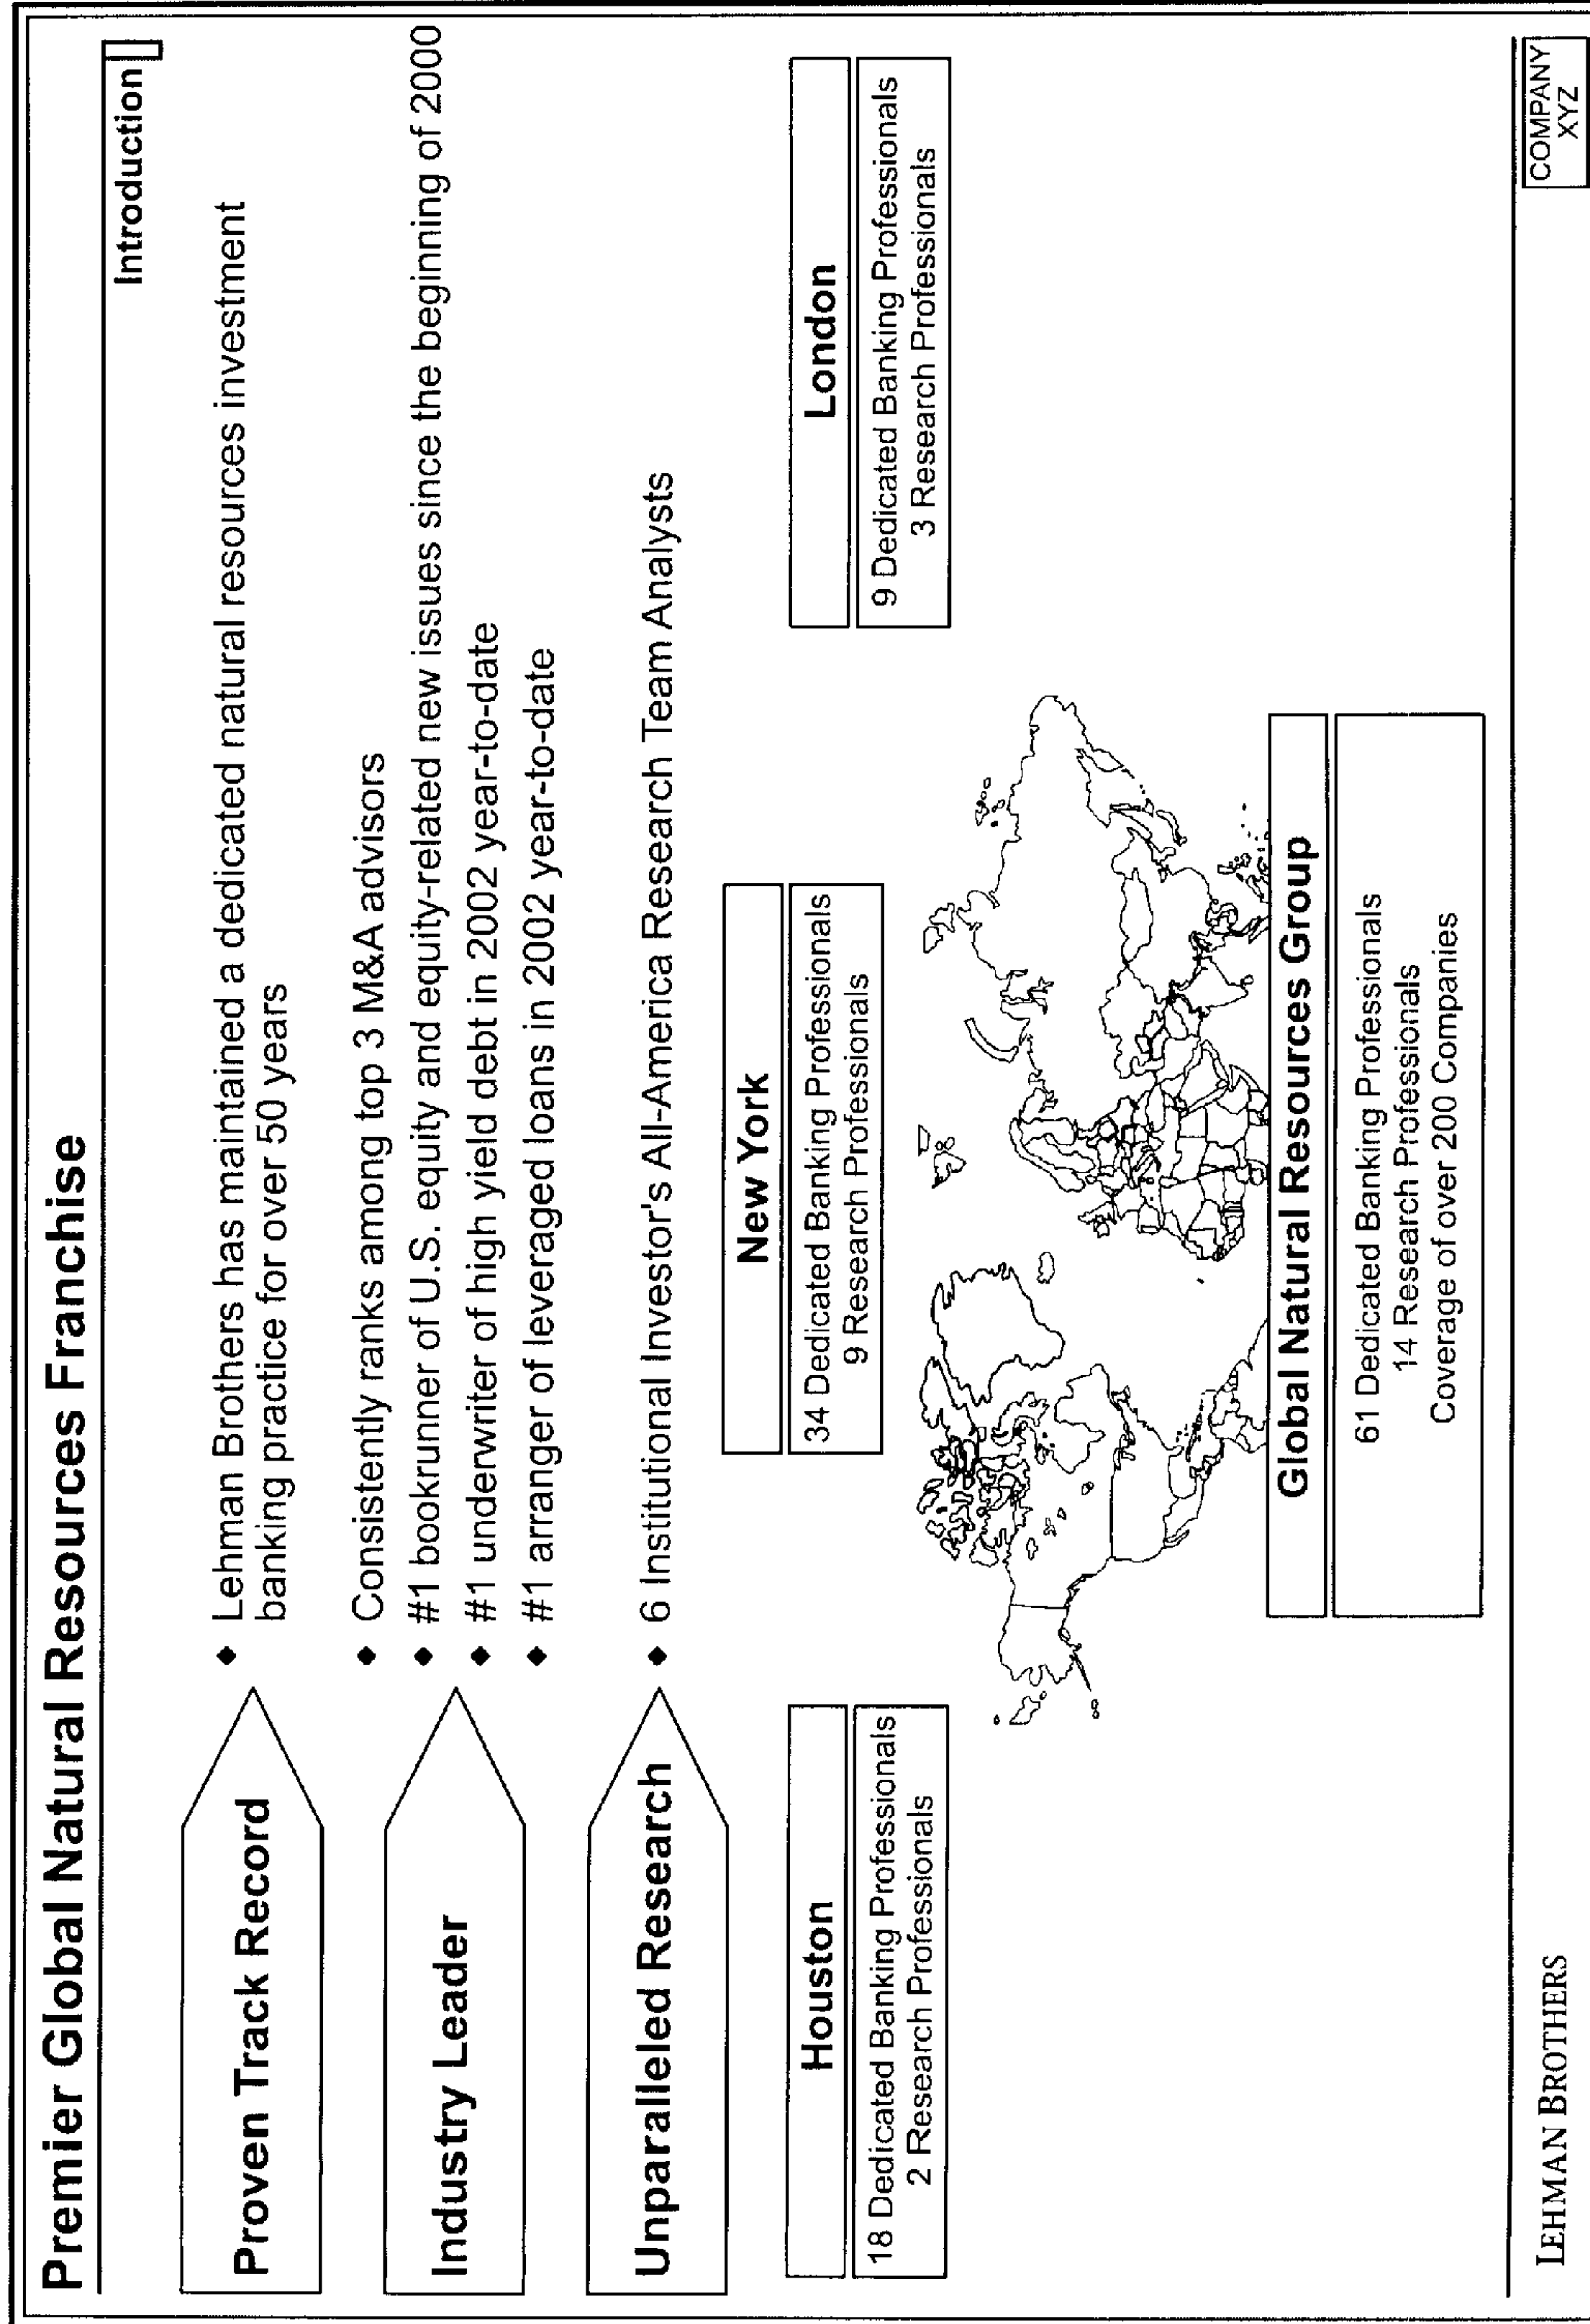 Premier Global Natural Resources Franchise
Introduction
Proven Track Record
◆ Lehman Brothers has maintained a dedicated natural resources investment
banking practice for over 50 years
Industry Leader
◆ Consistently ranks among top 3 M&A advisors
◆ #1 bookrunner of U.S. equity and equity-related new issues since the beginning of 2000
◆ #1 underwriter of high yield debt in 2002 year-to-date
◆ #1 arranger of leveraged loans in 2002 year-to-date
Unparalleled Research
◆ 6 Institutional Investor's All-America Research Team Analysts
Houston
18 Dedicated Banking Professionals
2 Research Professionals
New York
34 Dedicated Banking Professionals
9 Research Professionals
London
9 Dedicated Banking Professionals
3 Research Professionals
Global Natural Resources Group
61 Dedicated Banking Professionals
14 Research Professionals
Coverage of over 200 Companies
LEHMAN BROTHERS
COMPANY
XYZ